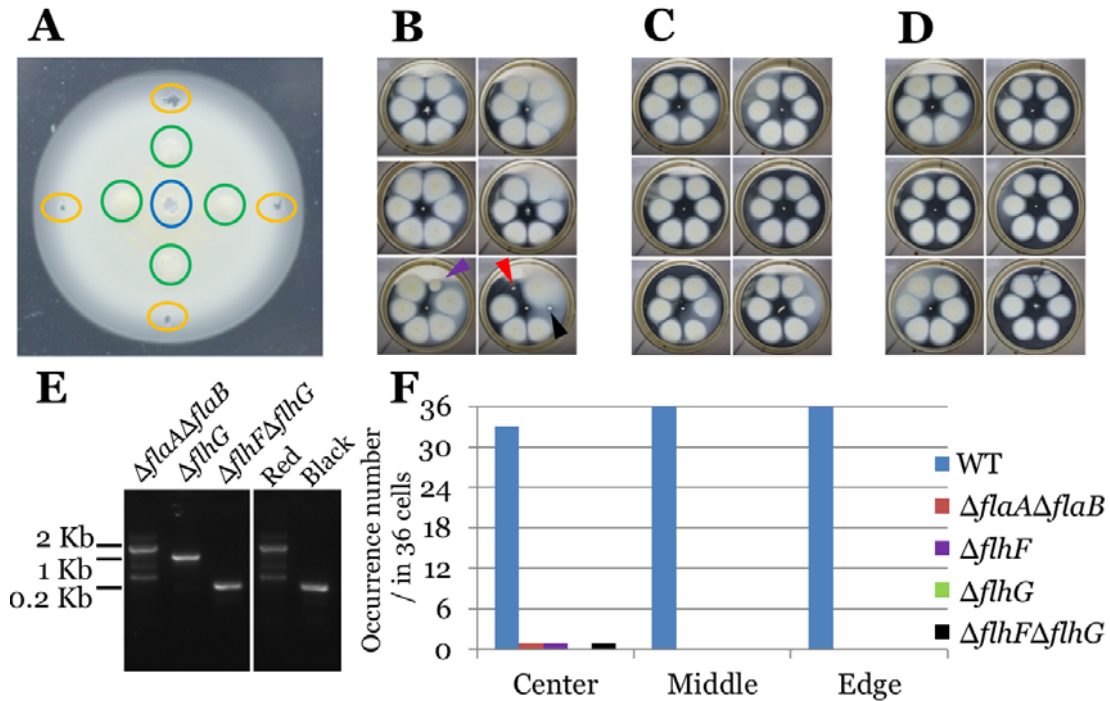 A
B
C
D
E
ΔflaAΔflaB
ΔflhG
ΔflhFΔflhG
Red
Black
2 Kb
1 Kb
0.2 Kb
F
Occurrence number
/ in 36 cells
36
30
24
18
12
6
0
Center
Middle
Edge
WT
ΔflaAΔflaB
ΔflhF
ΔflhG
ΔflhFΔflhG